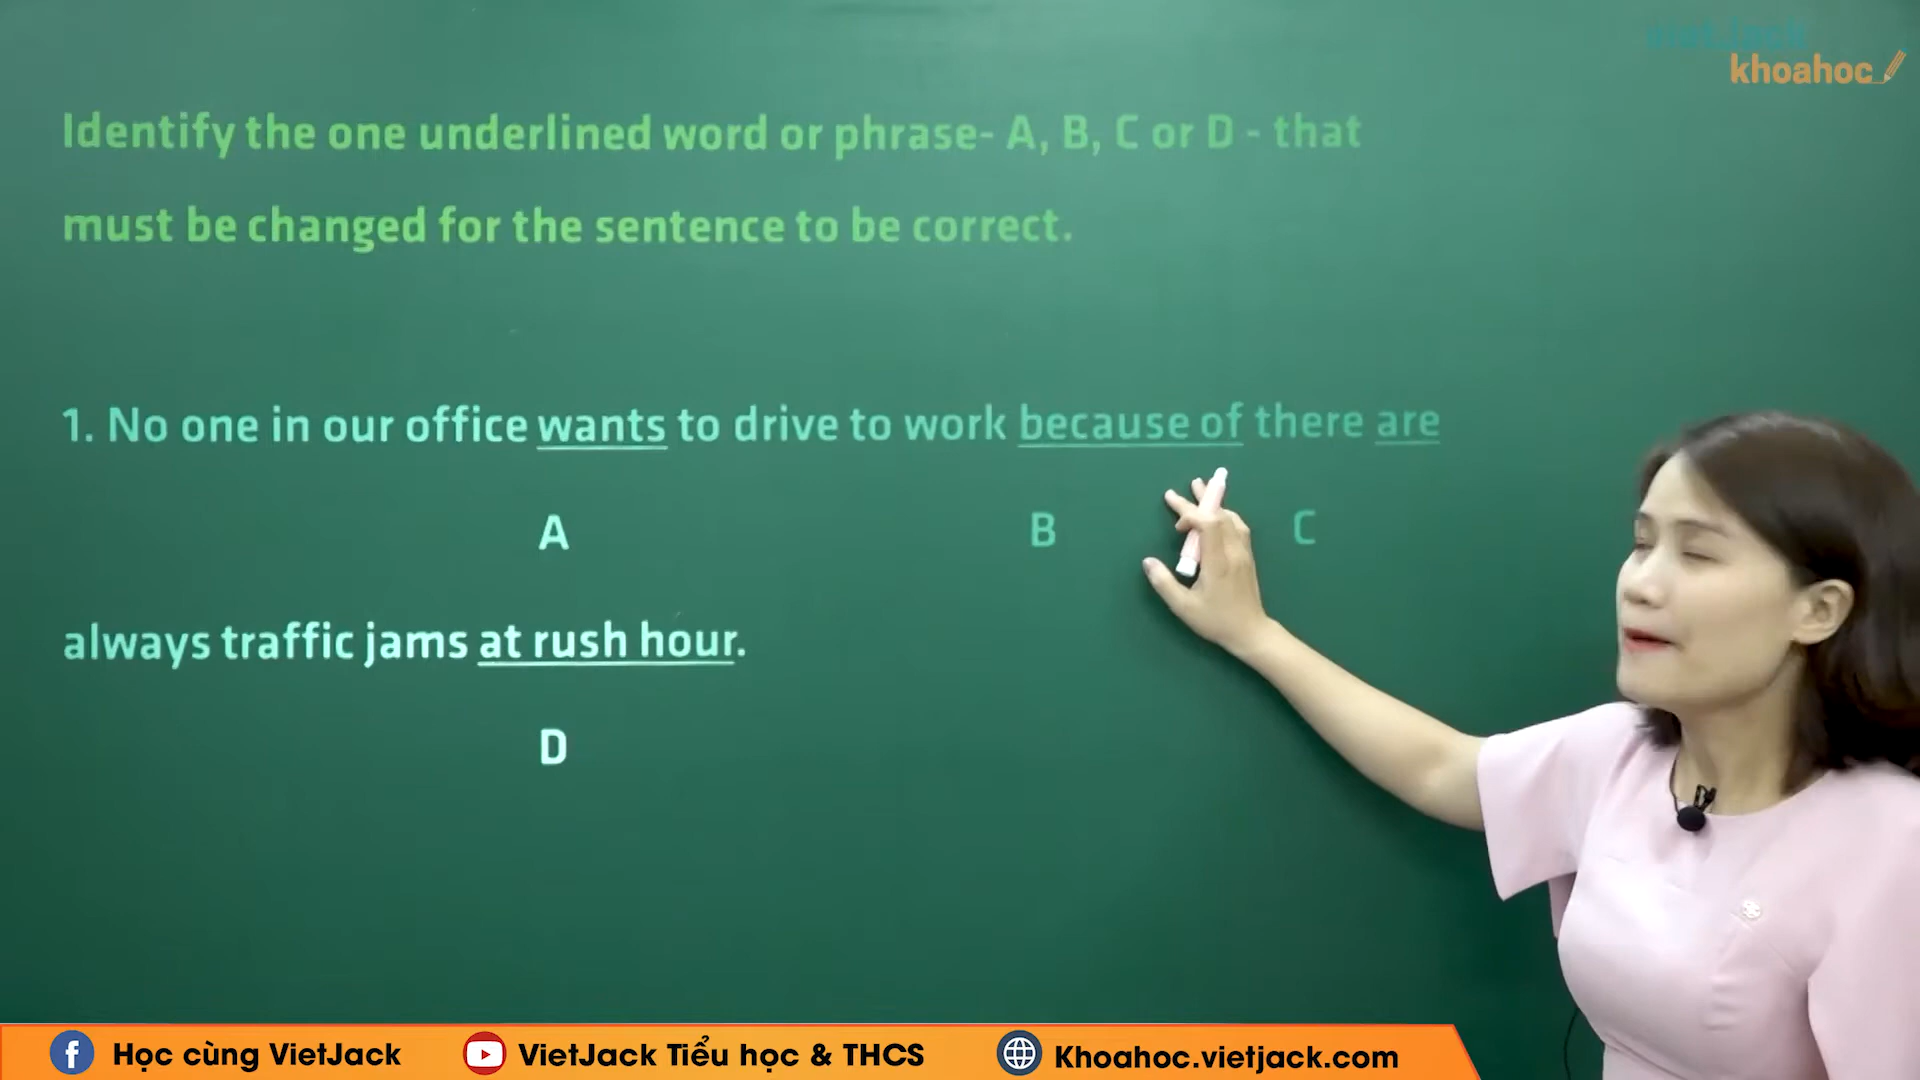 vietJack
khoahoc
Identify the one underlined word or phrase- A, B, C or D - that
must be changed for the sentence to be correct.
1. No one in our office wants to drive to work because of there are
A B C
always traffic jams at rush hour.
D
Học cùng VietJack
VietJack Tiểu học & THCS
Khoahoc.vietjack.com